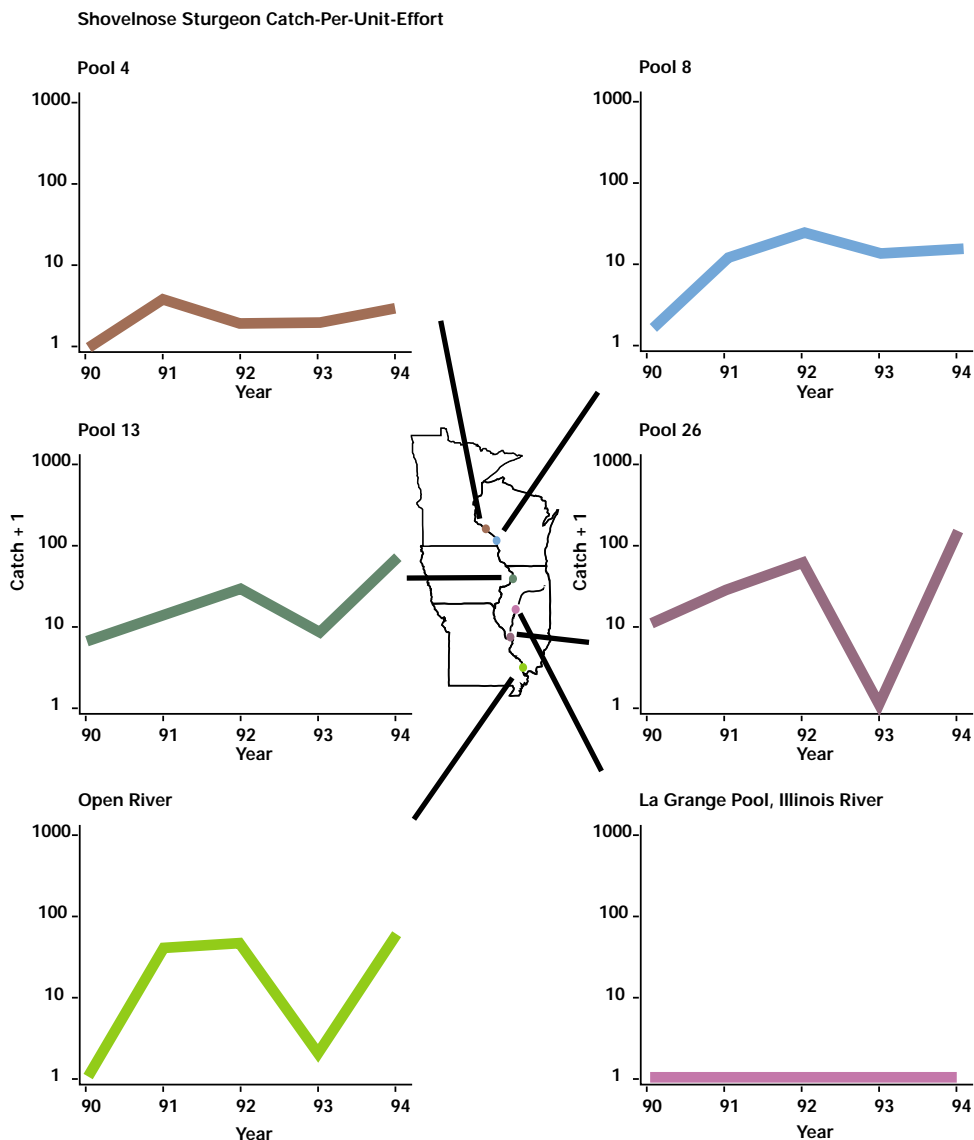 Shovelnose Sturgeon Catch-Per-Unit-Effort
Pool 4
1000
100
10
1
90 91 92 93 94
Year
Pool 8
1000
100
10
1
90 91 92 93 94
Year
Pool 13
Catch + 1
1000
100
10
1
90 91 92 93 94
Year
Pool 26
Catch + 1
1000
100
10
1
90 91 92 93 94
Year
Open River
1000
100
10
1
90 91 92 93 94
Year
La Grange Pool, Illinois River
1000
100
10
1
90 91 92 93 94
Year